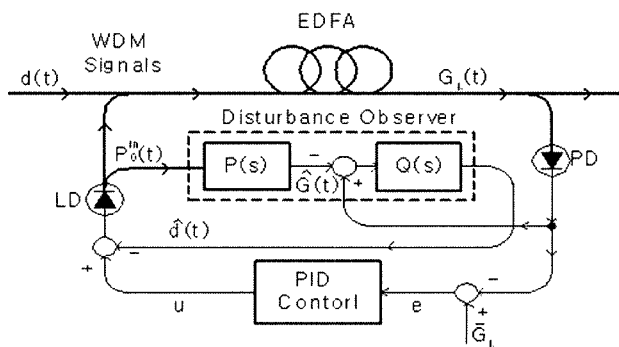 EDFA
WDM
Signals
d(t)
G_L(t)
Disturbance Observer
P_0^in(t)
P(s)
-
Ĝ(t)
+
Q(s)
PD
LD
d̂(t)
+
-
PID
Contorl
u
e
-
+
Ḡ_L